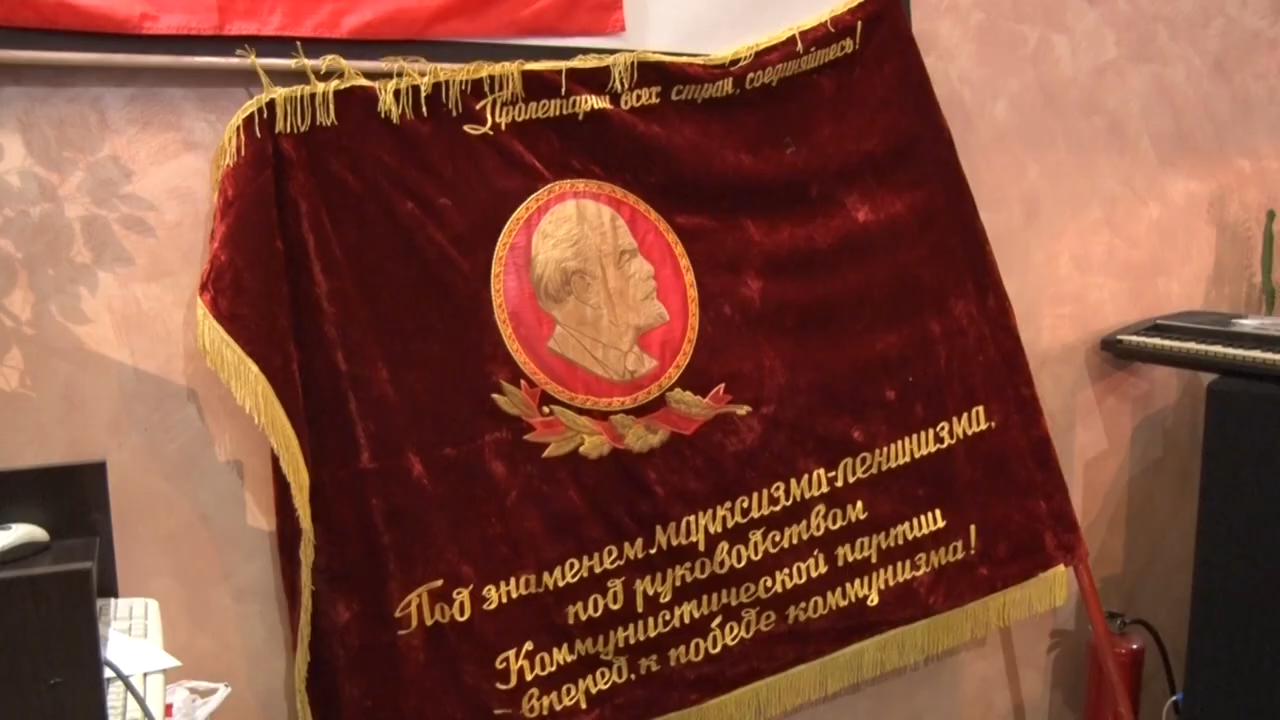 Пролетарии всех стран, соединяйтесь!
Под знаменем марксизма-ленинизма,
под руководством
Коммунистической партии
- вперед, к победе коммунизма!